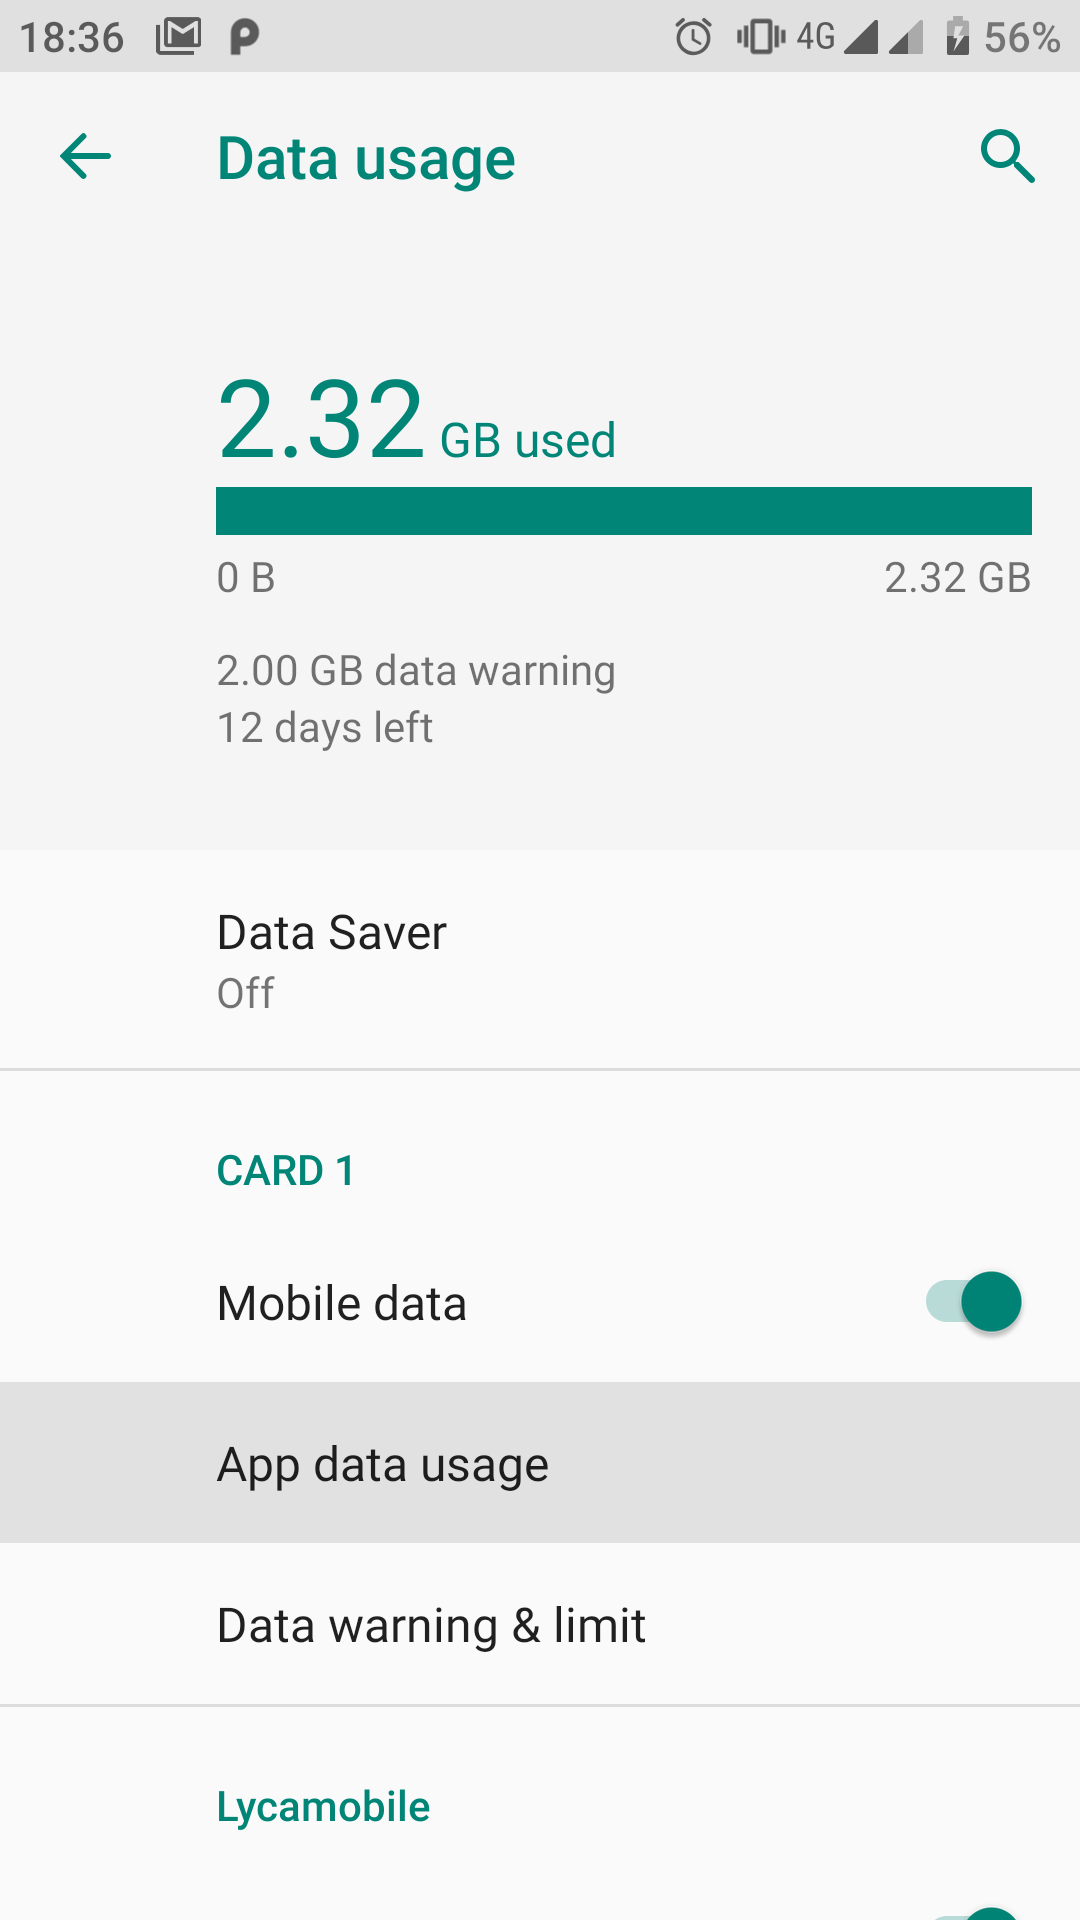 18:36 4G 56%
Data usage
2.32 GB used
0 B 2.32 GB
2.00 GB data warning
12 days left
Data Saver
Off
CARD 1
Mobile data
App data usage
Data warning & limit
Lycamobile